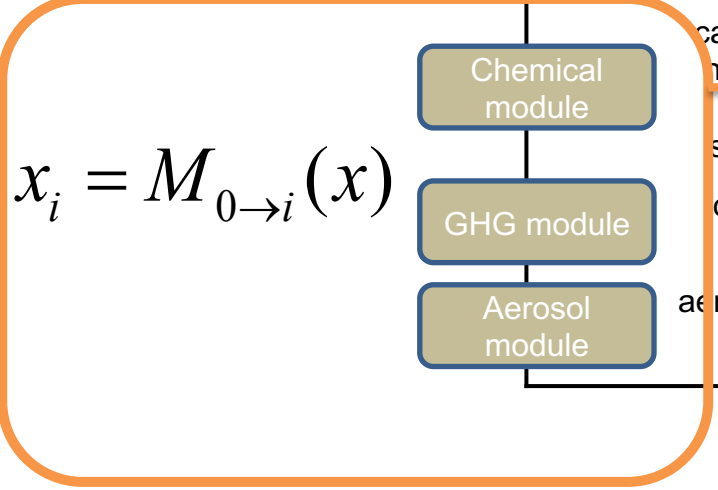 Chemical
module
x_i = M_{0→i}(x)
GHG module
Aerosol
module